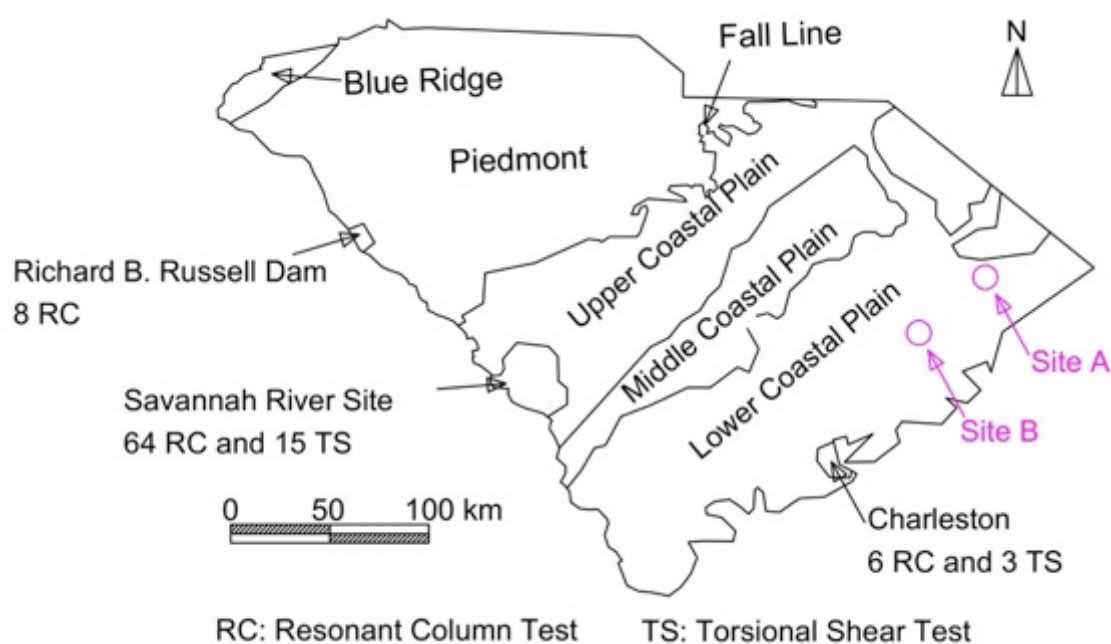 Fall Line
N
Blue Ridge
Piedmont
Upper Coastal Plain
Richard B. Russell Dam
8 RC
Middle Coastal Plain
Lower Coastal Plain
Site A
Savannah River Site
64 RC and 15 TS
Site B
0 50 100 km
Charleston
6 RC and 3 TS
RC: Resonant Column Test TS: Torsional Shear Test